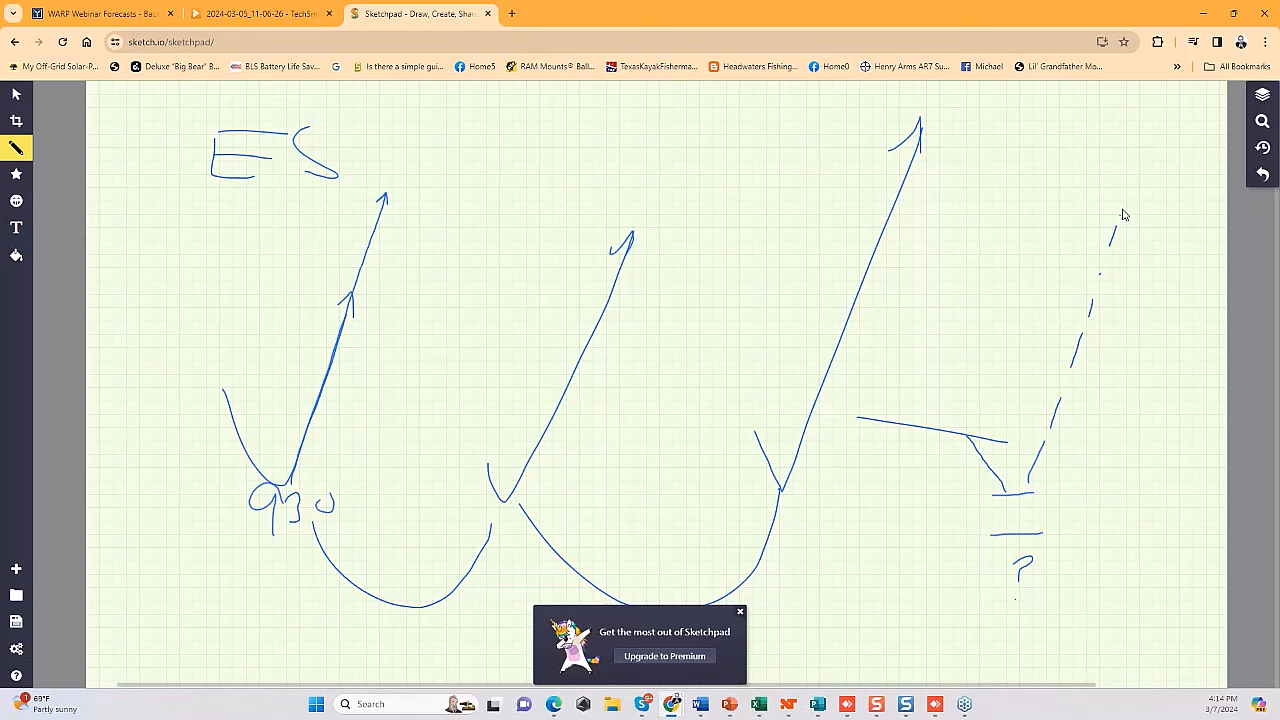 WARP Webinar Forecasts - Bac
2024-03-05_11-06-26 - TechSm
Sketchpad - Draw, Create, Share
sketch.io/sketchpad/
My Off-Grid Solar-P...
Deluxe "Big Bear" B...
BLS Battery Life Sav...
Is there a simple gui...
Home5
RAM Mounts® Ball...
TexasKayakFisherma...
Headwaters Fishing...
Home0
Henry Arms AR7 Su...
Michael
Lil' Grandfather Mo...
All Bookmarks
ES
930
?
Get the most out of Sketchpad
Upgrade to Premium
69°F
Partly sunny
Search
4:14 PM
3/7/2024